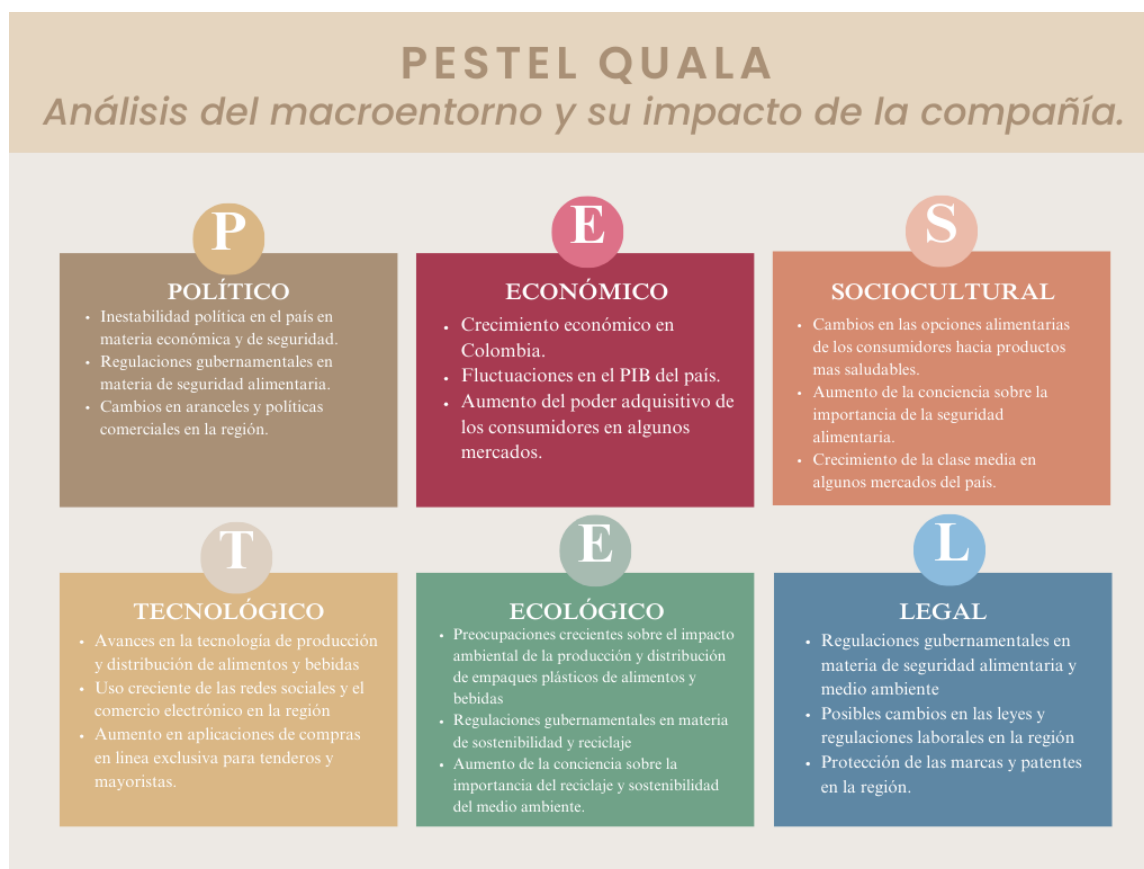 PESTEL QUALA
Análisis del macroentorno y su impacto de la compañía.
P
POLÍTICO
• Inestabilidad política en el país en
materia económica y de seguridad.
• Regulaciones gubernamentales en
materia de seguridad alimentaria.
• Cambios en aranceles y políticas
comerciales en la región.
E
ECONÓMICO
• Crecimiento económico en
Colombia.
• Fluctuaciones en el PIB del país.
• Aumento del poder adquisitivo de
los consumidores en algunos
mercados.
S
SOCIOCULTURAL
• Cambios en las opciones alimentarias
de los consumidores hacia productos
mas saludables.
• Aumento de la conciencia sobre la
importancia de la seguridad
alimentaria.
• Crecimiento de la clase media en
algunos mercados del país.
T
TECNOLÓGICO
• Avances en la tecnología de producción
y distribución de alimentos y bebidas
• Uso creciente de las redes sociales y el
comercio electrónico en la región
• Aumento en aplicaciones de compras
en linea exclusiva para tenderos y
mayoristas.
E
ECOLÓGICO
• Preocupaciones crecientes sobre el impacto
ambiental de la producción y distribución
de empaques plásticos de alimentos y
bebidas
• Regulaciones gubernamentales en materia
de sostenibilidad y reciclaje
• Aumento de la conciencia sobre la
importancia del reciclaje y sostenibilidad
del medio ambiente.
L
LEGAL
• Regulaciones gubernamentales en
materia de seguridad alimentaria y
medio ambiente
• Posibles cambios en las leyes y
regulaciones laborales en la región
• Protección de las marcas y patentes
en la región.